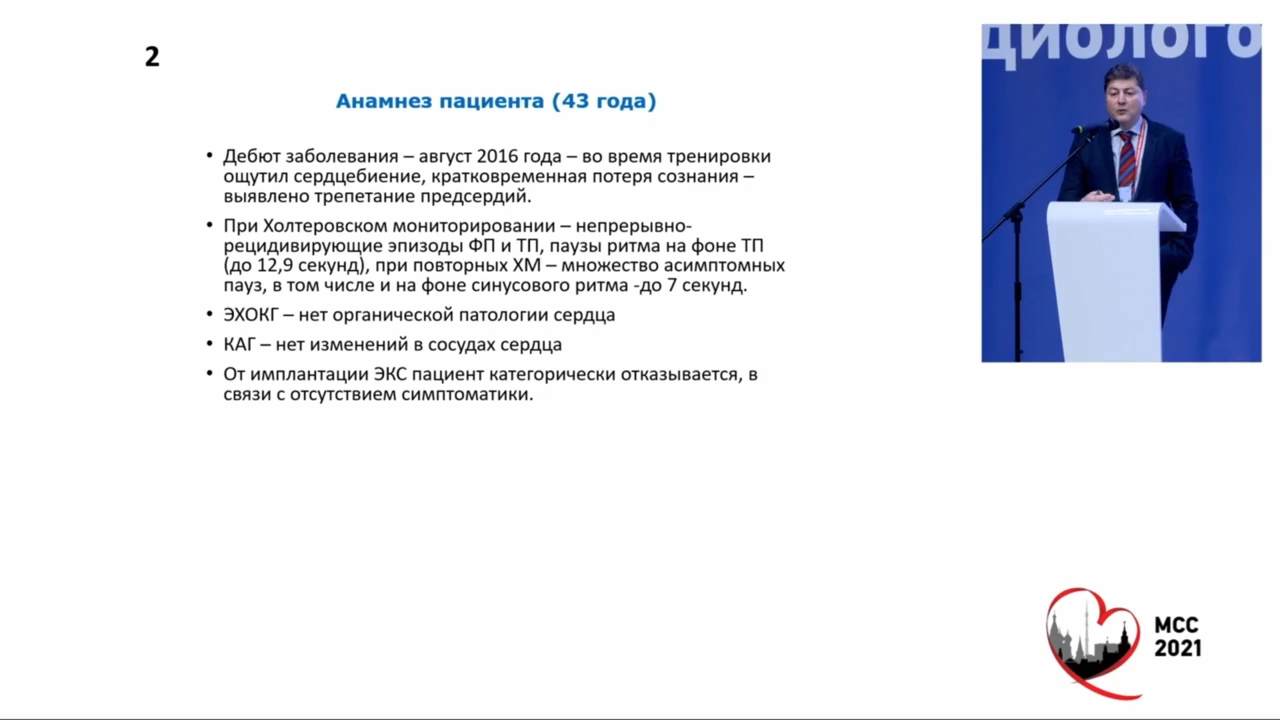 2
Анамнез пациента (43 года)
• Дебют заболевания – август 2016 года – во время тренировки
ощутил сердцебиение, кратковременная потеря сознания –
выявлено трепетание предсердий.
• При Холтеровском мониторировании – непрерывно-
рецидивирующие эпизоды ФП и ТП, паузы ритма на фоне ТП
(до 12,9 секунд), при повторных ХМ – множество асимптомных
пауз, в том числе и на фоне синусового ритма -до 7 секунд.
• ЭХОКГ – нет органической патологии сердца
• КАГ – нет изменений в сосудах сердца
• От имплантации ЭКС пациент категорически отказывается, в
связи с отсутствием симптоматики.
диолого
МСС
2021